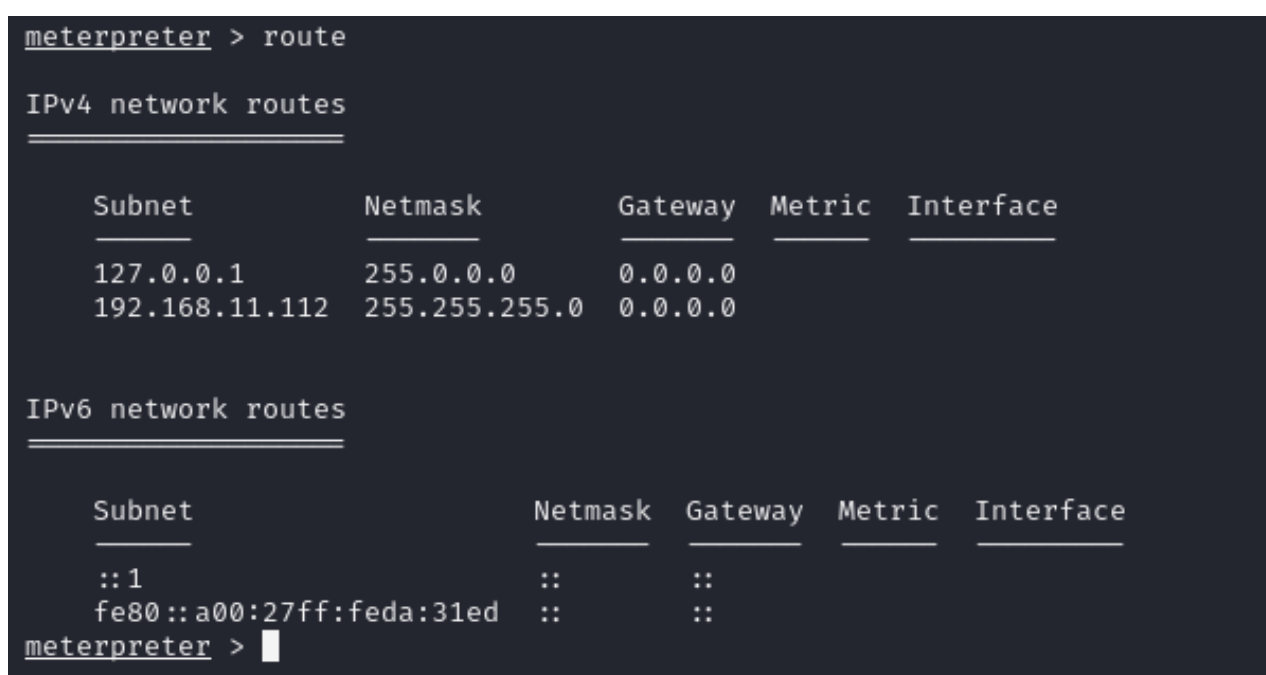 meterpreter > route
IPv4 network routes
Subnet Netmask Gateway Metric Interface
127.0.0.1 255.0.0.0 0.0.0.0
192.168.11.112 255.255.255.0 0.0.0.0
IPv6 network routes
Subnet Netmask Gateway Metric Interface
::1 :: ::
fe80::a00:27ff:feda:31ed :: ::
meterpreter >